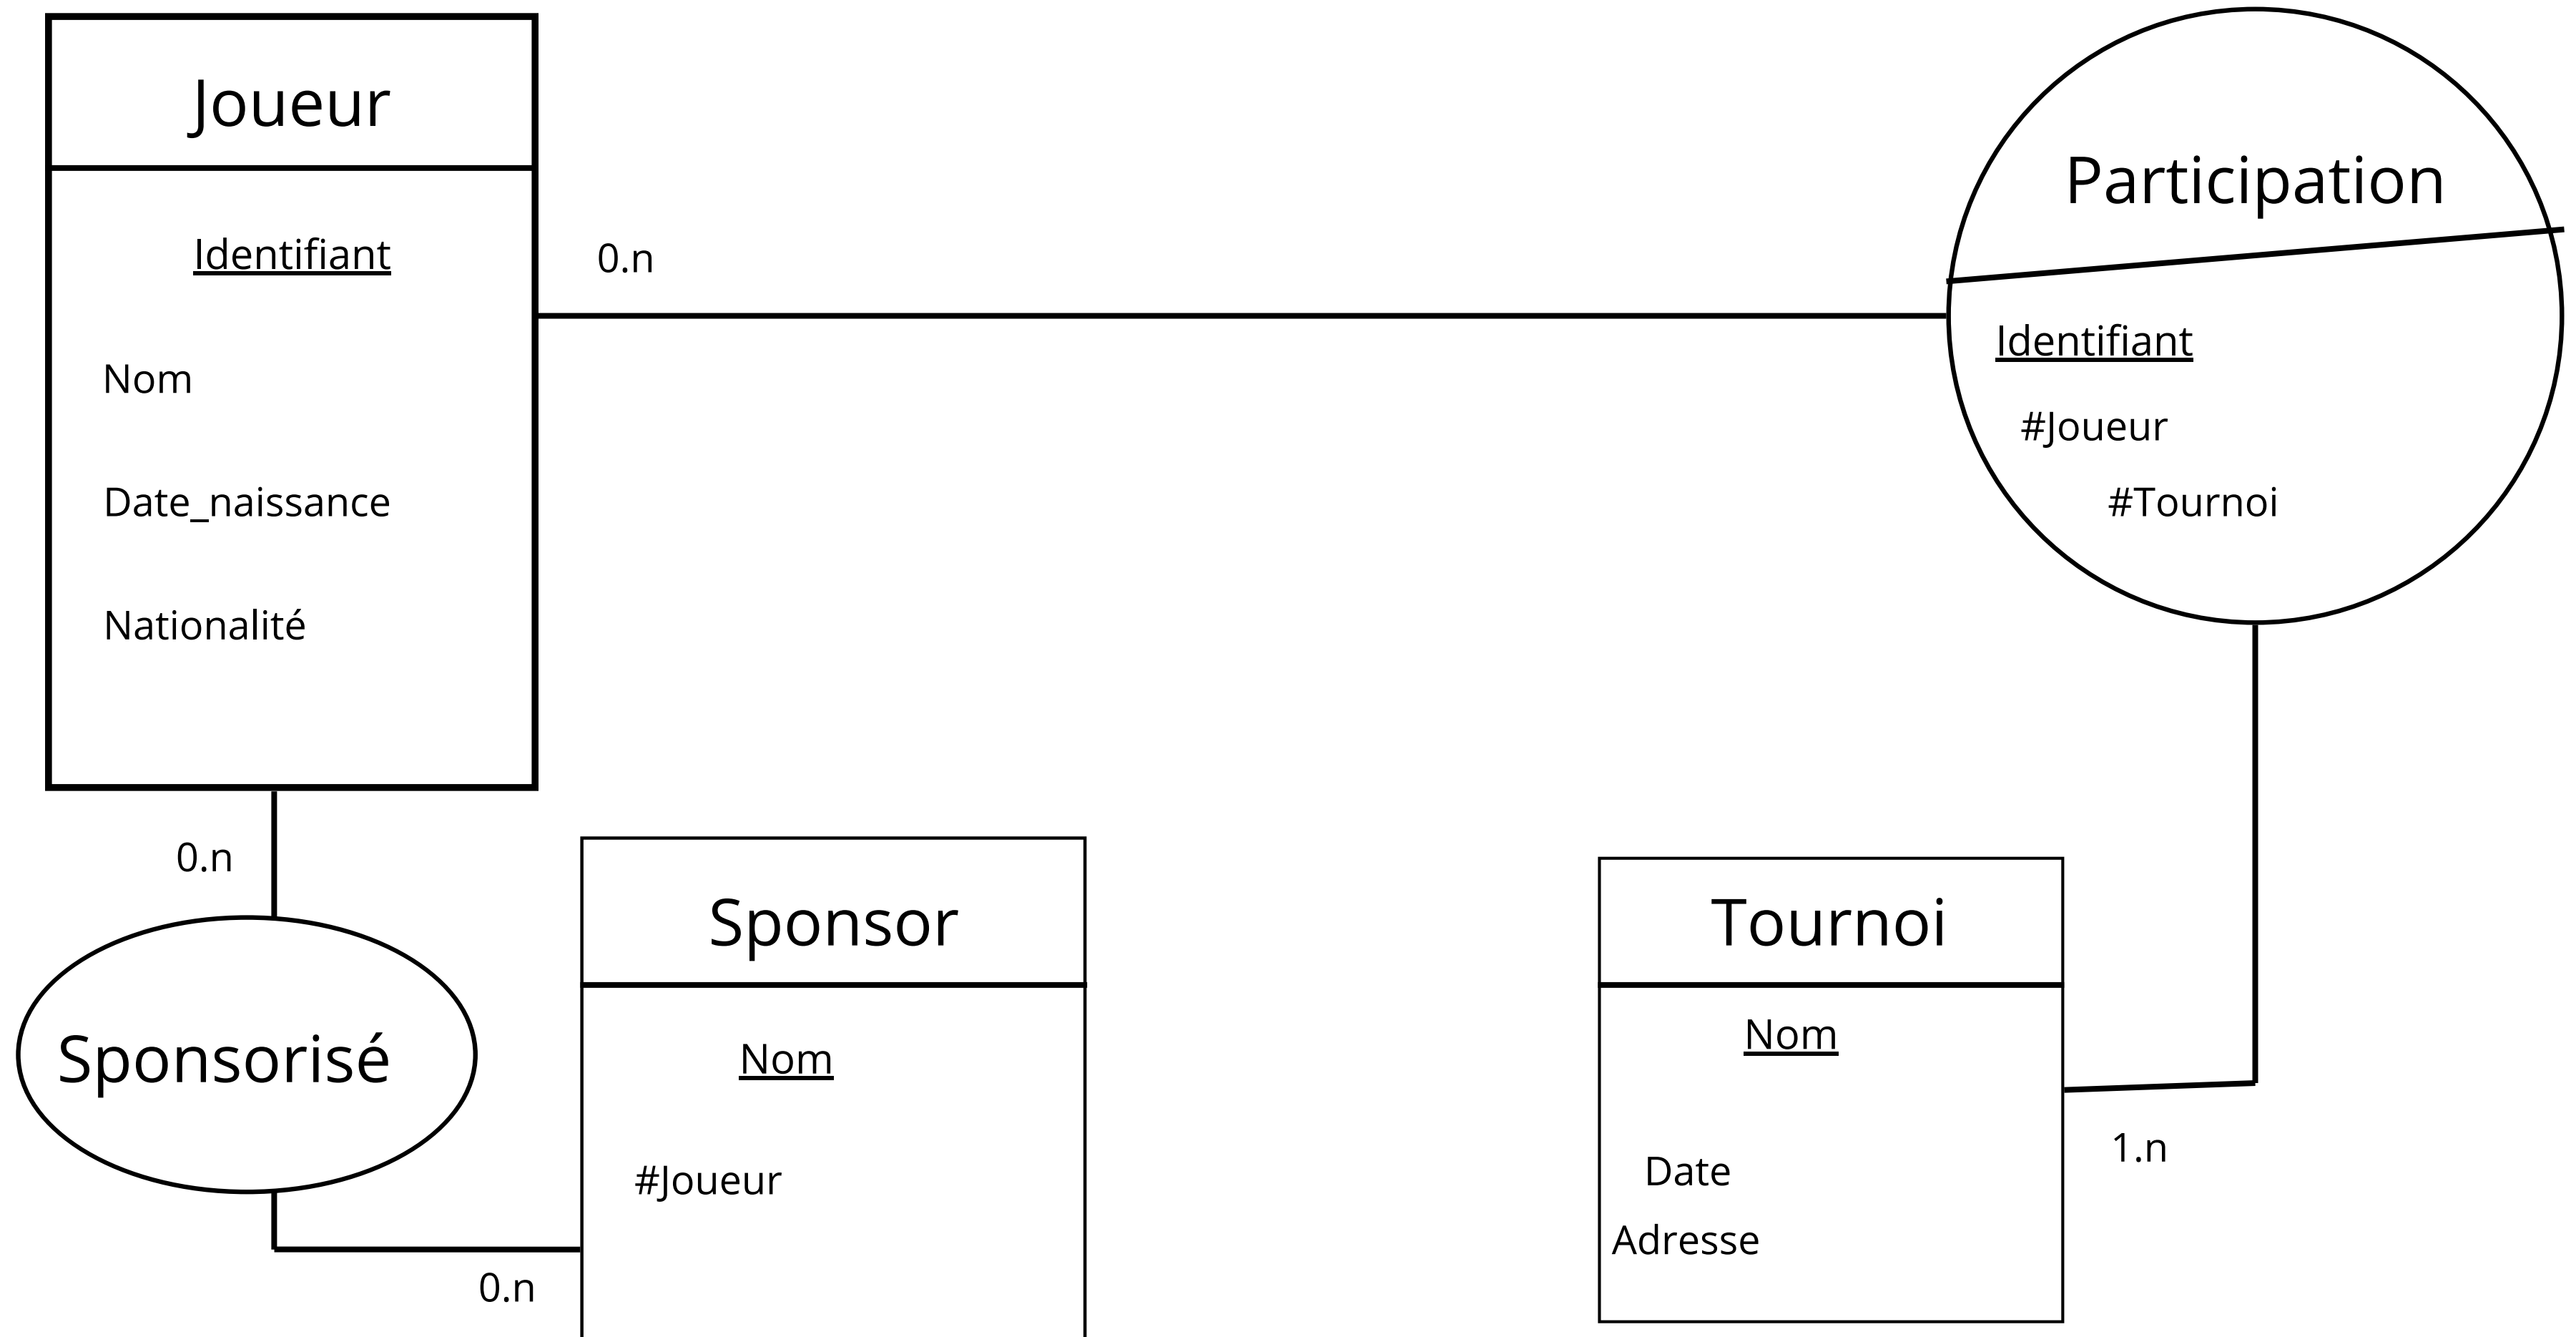 Joueur
Identifiant
Nom
Date_naissance
Nationalité
0.n
Participation
Identifiant
#Joueur
#Tournoi
0.n
Sponsorisé
0.n
Sponsor
Nom
#Joueur
Tournoi
Nom
Date
Adresse
1.n